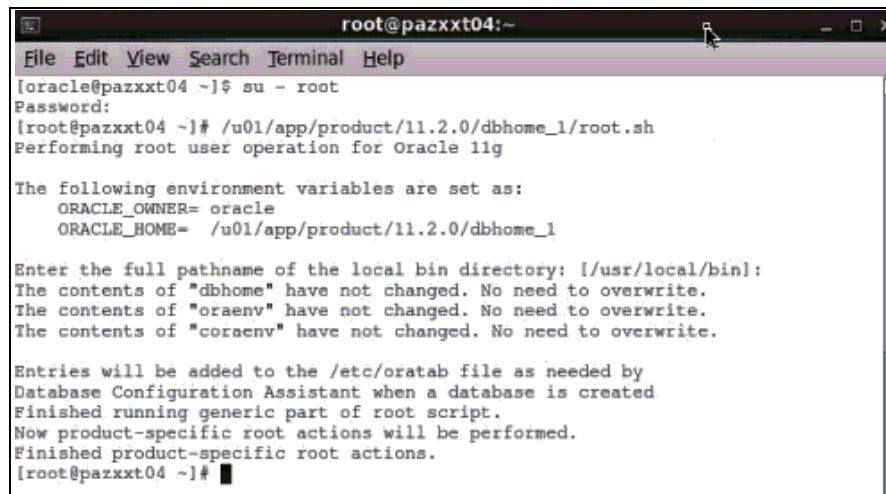 root@pazxxt04:~
File Edit View Search Terminal Help
[oracle@pazxxt04 ~]$ su - root
Password:
[root@pazxxt04 ~]# /u01/app/product/11.2.0/dbhome_1/root.sh
Performing root user operation for Oracle 11g

The following environment variables are set as:
    ORACLE_OWNER= oracle
    ORACLE_HOME=  /u01/app/product/11.2.0/dbhome_1

Enter the full pathname of the local bin directory: [/usr/local/bin]:
The contents of "dbhome" have not changed. No need to overwrite.
The contents of "oraenv" have not changed. No need to overwrite.
The contents of "coraenv" have not changed. No need to overwrite.

Entries will be added to the /etc/oratab file as needed by
Database Configuration Assistant when a database is created
Finished running generic part of root script.
Now product-specific root actions will be performed.
Finished product-specific root actions.
[root@pazxxt04 ~]#